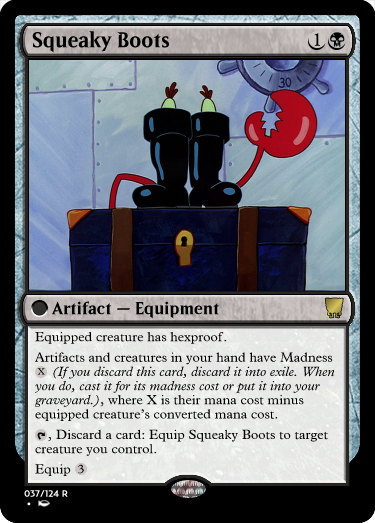 Squeaky Boots 1
30
Artifact — Equipment
Equipped creature has hexproof.
Artifacts and creatures in your hand have Madness
X (If you discard this card, discard it into exile. When
you do, cast it for its madness cost or put it into your
graveyard.), where X is their mana cost minus
equipped creature's converted mana cost.
, Discard a card: Equip Squeaky Boots to target
creature you control.
Equip 3
037/124 R